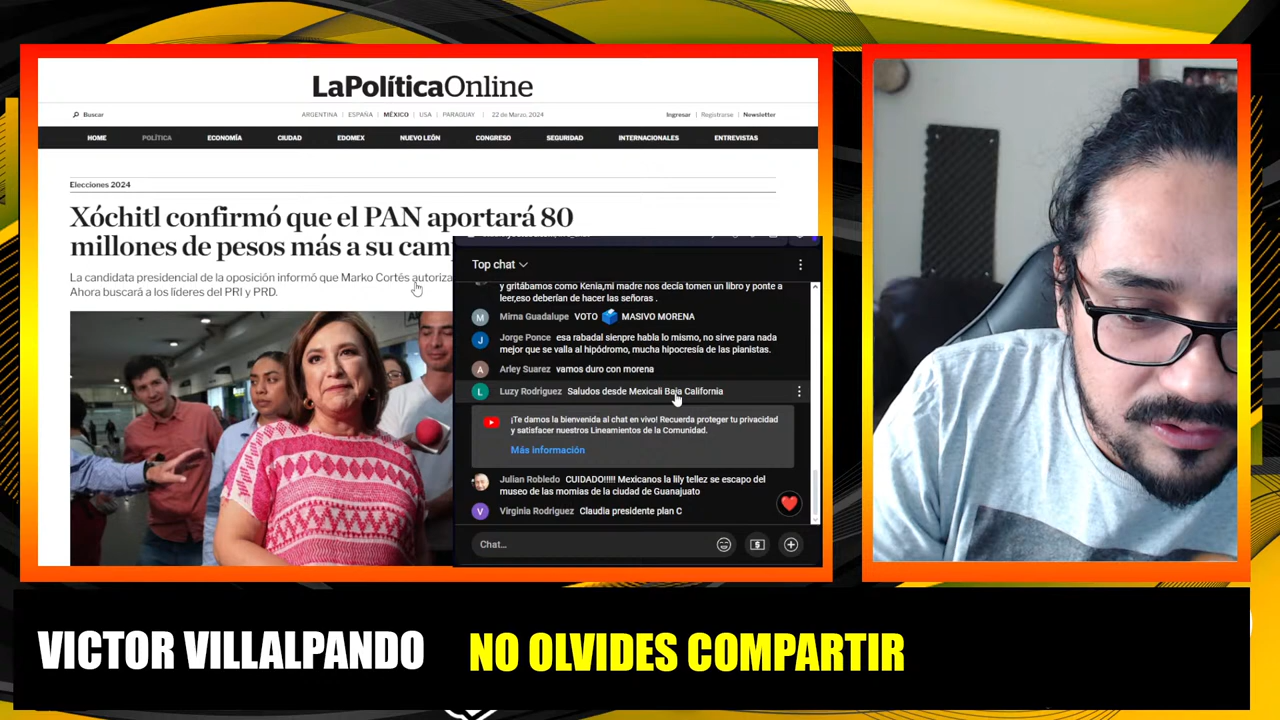 LaPolíticaOnline
Buscar
ARGENTINA | ESPAÑA | MÉXICO | USA | PARAGUAY | 22 de Marzo, 2024
Ingresar | Registrarse | Newsletter
HOME POLÍTICA ECONOMÍA CIUDAD EDOMEX NUEVO LEÓN CONGRESO SEGURIDAD INTERNACIONALES ENTREVISTAS
Elecciones 2024
Xóchitl confirmó que el PAN aportará 80
millones de pesos más a su cam
La candidata presidencial de la oposición informó que Marko Cortés autoriza
Ahora buscará a los líderes del PRI y PRD.
Top chat
y gritábamos como Kenia,mi madre nos decía tomen un libro y ponte a
leer,eso deberían de hacer las señoras .
Mirna Guadalupe VOTO MASIVO MORENA
Jorge Ponce esa rabadal sienpre habla lo mismo, no sirve para nada
mejor que se valla al hipódromo, mucha hipocresía de las pianistas.
Arley Suarez vamos duro con morena
Luzy Rodriguez Saludos desde Mexicali Baja California
¡Te damos la bienvenida al chat en vivo! Recuerda proteger tu privacidad
y satisfacer nuestros Lineamientos de la Comunidad.
Más información
Julian Robledo CUIDADO!!!!! Mexicanos la lily tellez se escapo del
museo de las momias de la ciudad de Guanajuato
Virginia Rodriguez Claudia presidente plan C
Chat...
VICTOR VILLALPANDO
NO OLVIDES COMPARTIR